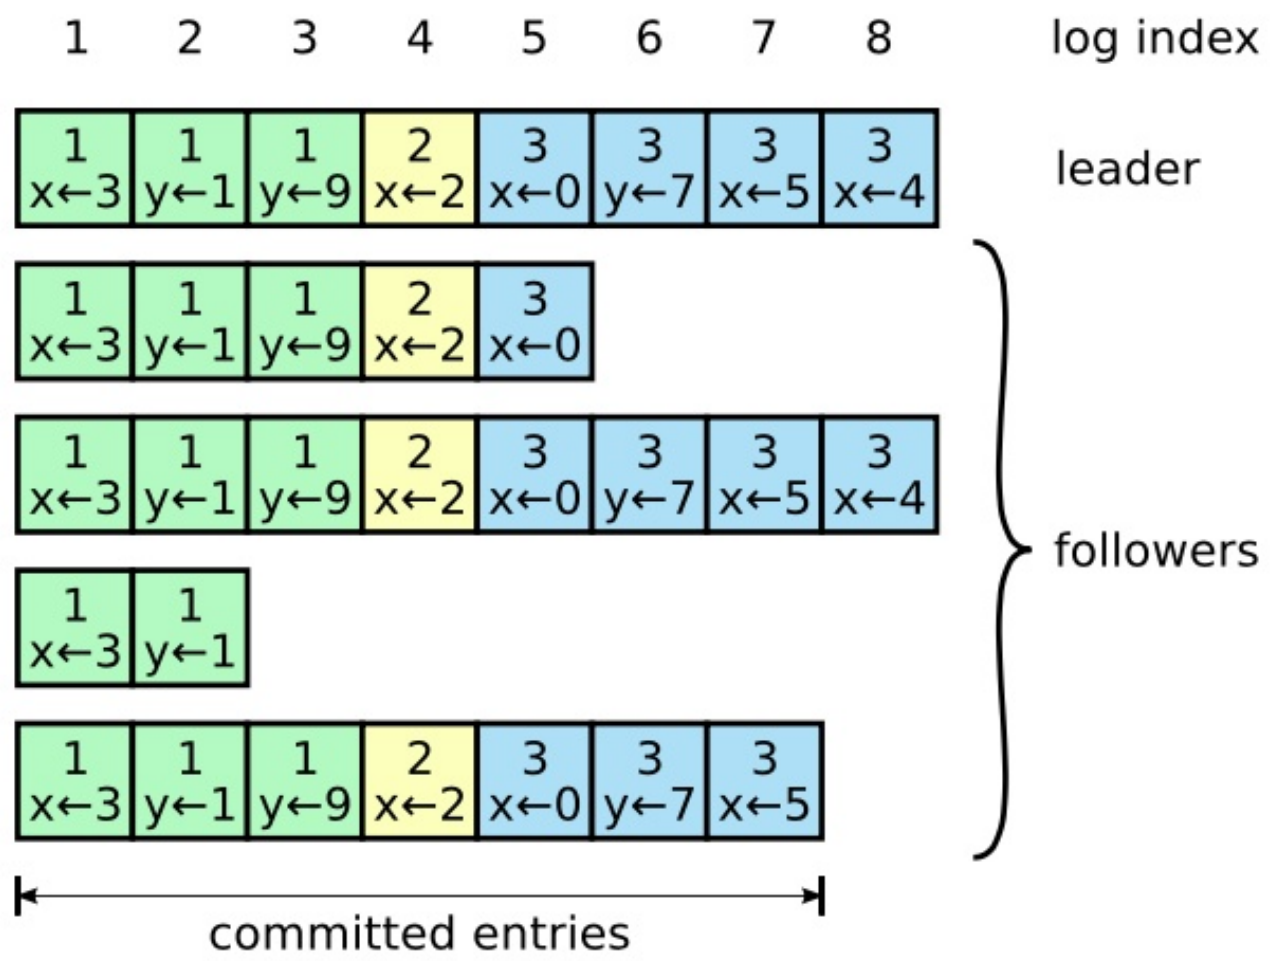 1 2 3 4 5 6 7 8 log index
1 1 1 2 3 3 3 3
x←3 y←1 y←9 x←2 x←0 y←7 x←5 x←4
leader
1 1 1 2 3
x←3 y←1 y←9 x←2 x←0
1 1 1 2 3 3 3 3
x←3 y←1 y←9 x←2 x←0 y←7 x←5 x←4
followers
1 1
x←3 y←1
1 1 1 2 3 3 3
x←3 y←1 y←9 x←2 x←0 y←7 x←5
committed entries